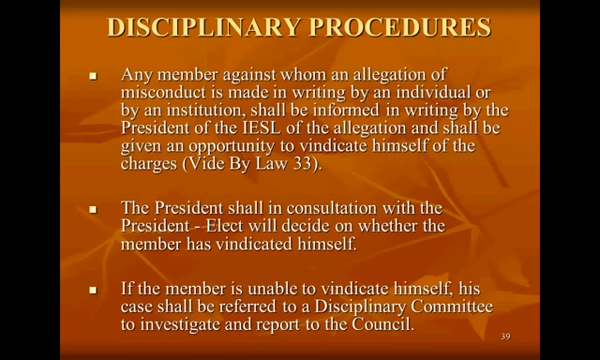 DISCIPLINARY PROCEDURES
Any member against whom an allegation of
misconduct is made in writing by an individual or
by an institution, shall be informed in writing by the
President of the IESL of the allegation and shall be
given an opportunity to vindicate himself of the
charges (Vide By Law 33).
The President shall in consultation with the
President - Elect will decide on whether the
member has vindicated himself.
If the member is unable to vindicate himself, his
case shall be referred to a Disciplinary Committee
to investigate and report to the Council.
39